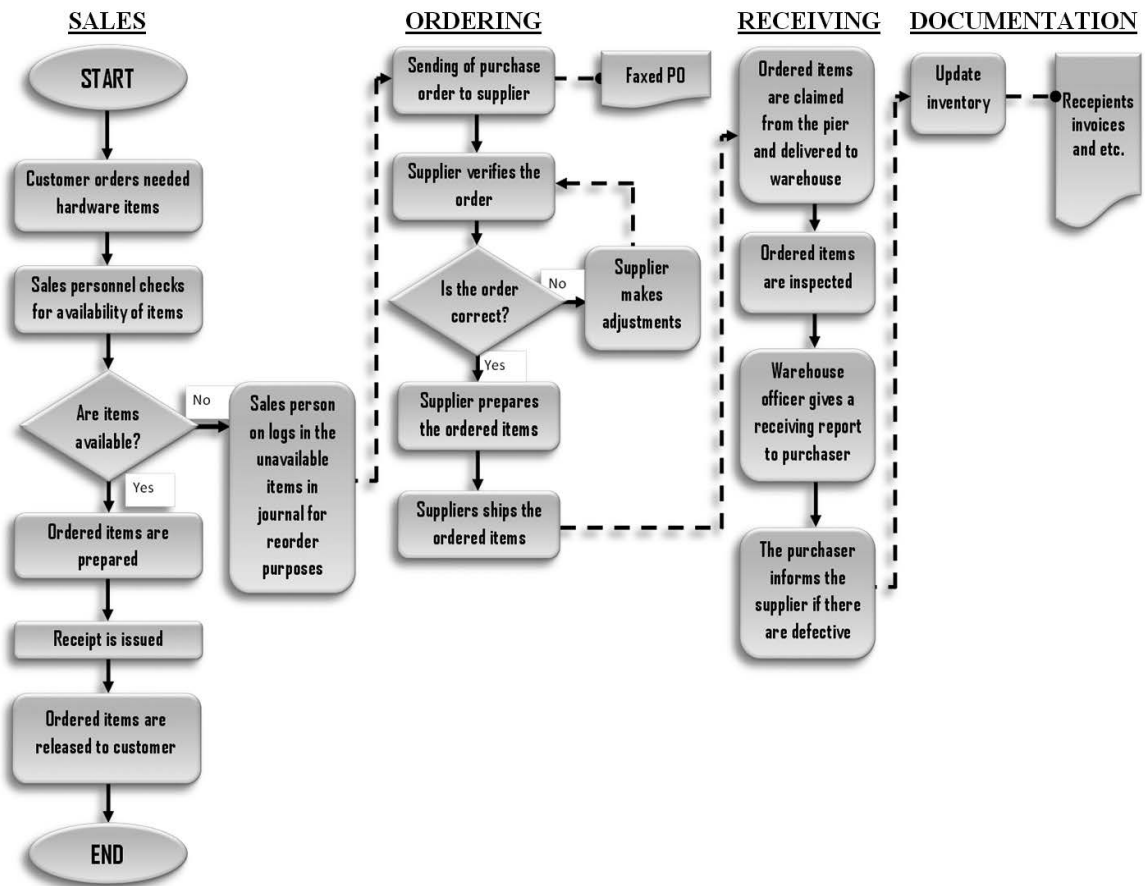 SALES
START
Customer orders needed
hardware items
Sales personnel checks
for availability of items
Are items
available?
No
Yes
Sales person
on logs in the
unavailable
items in
journal for
reorder
purposes
Ordered items are
prepared
Receipt is issued
Ordered items are
released to customer
END
ORDERING
Sending of purchase
order to supplier
Faxed PO
Supplier verifies the
order
Is the order
correct?
No
Supplier
makes
adjustments
Yes
Supplier prepares
the ordered items
Suppliers ships the
ordered items
RECEIVING
Ordered items
are claimed
from the pier
and delivered to
warehouse
Ordered items
are inspected
Warehouse
officer gives a
receiving report
to purchaser
The purchaser
informs the
supplier if there
are defective
DOCUMENTATION
Update
inventory
Recepients
invoices
and etc.